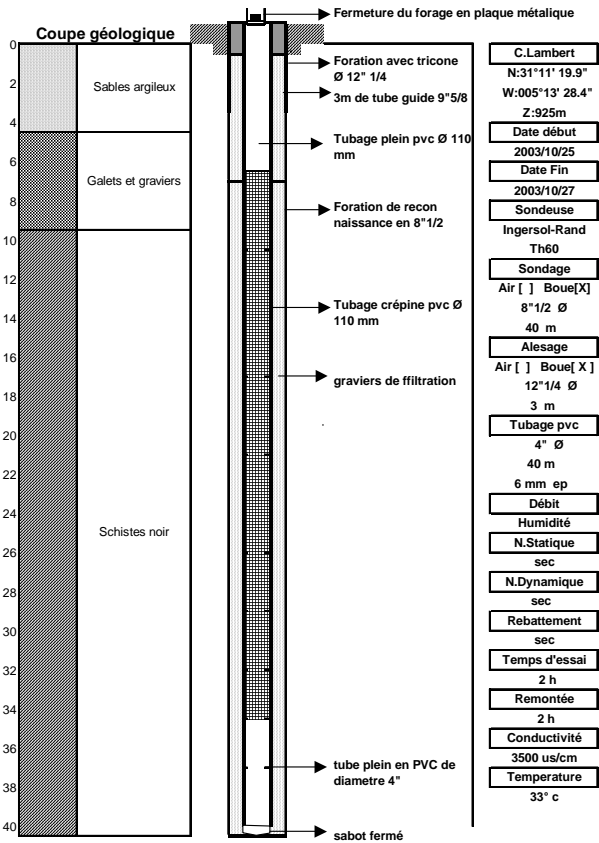 Coupe géologique
0
2
4
6
8
10
12
14
16
18
20
22
24
26
28
30
32
34
36
38
40
Sables argileux
Galets et graviers
Schistes noir
Fermeture du forage en plaque métalique
Foration avec tricone
Ø 12" 1/4
3m de tube guide 9"5/8
Tubage plein pvc Ø 110
mm
Foration de recon
naissance en 8"1/2
Tubage crépine pvc Ø
110 mm
graviers de ffiltration
tube plein en PVC de
diametre 4"
sabot fermé
C.Lambert
N:31°11' 19.9"
W:005°13' 28.4"
Z:925m
Date début
2003/10/25
Date Fin
2003/10/27
Sondeuse
Ingersol-Rand
Th60
Sondage
Air [ ] Boue[X]
8"1/2 Ø
40 m
Alesage
Air [ ] Boue[ X ]
12"1/4 Ø
3 m
Tubage pvc
4" Ø
40 m
6 mm ep
Débit
Humidité
N.Statique
sec
N.Dynamique
sec
Rebattement
sec
Temps d'essai
2 h
Remontée
2 h
Conductivité
3500 us/cm
Temperature
33° c